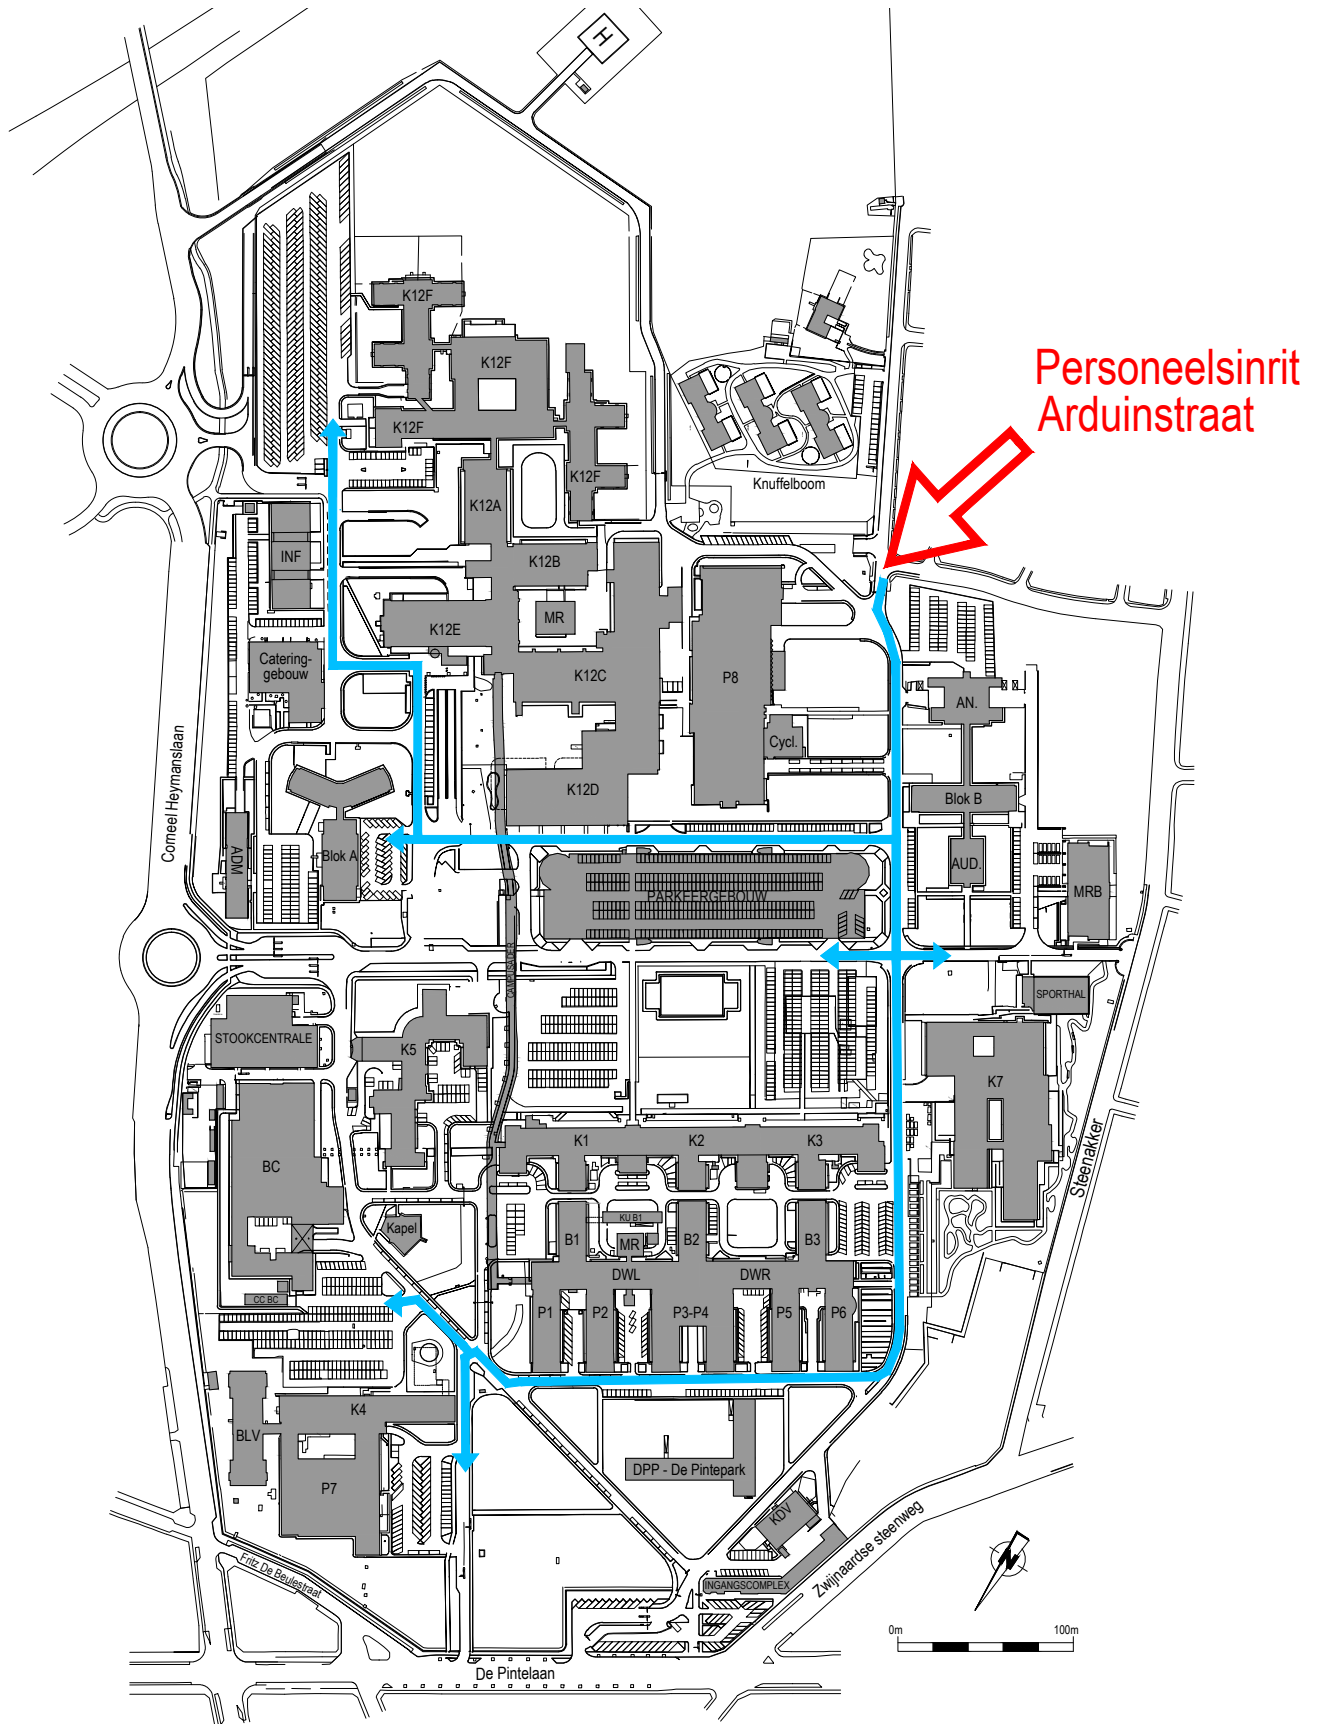 H
K12F
K12F
Personeelsinrit
Arduinstraat
K12F
K12F
Knuffelboom
K12A
INF
K12B
MR
K12E
Catering-
gebouw
K12C
P8
AN.
Cycl.
K12D
Blok B
Corneel Heymanslaan
ADM
Blok A
AUD.
MRB
PARKEERGEBOUW
CAMPUSADER
SPORTHAL
STOOKCENTRALE
K5
K7
K1
K2
K3
BC
Steenakker
Kapel
KU B1
B1
MR
B2
B3
DWL
DWR
CC BC
P1
P2
P3-P4
P5
P6
K4
BLV
DPP - De Pintepark
P7
KDV
Zwijnaardse steenweg
N
Fritz De Beulestraat
INGANGSCOMPLEX
0m
100m
De Pintelaan